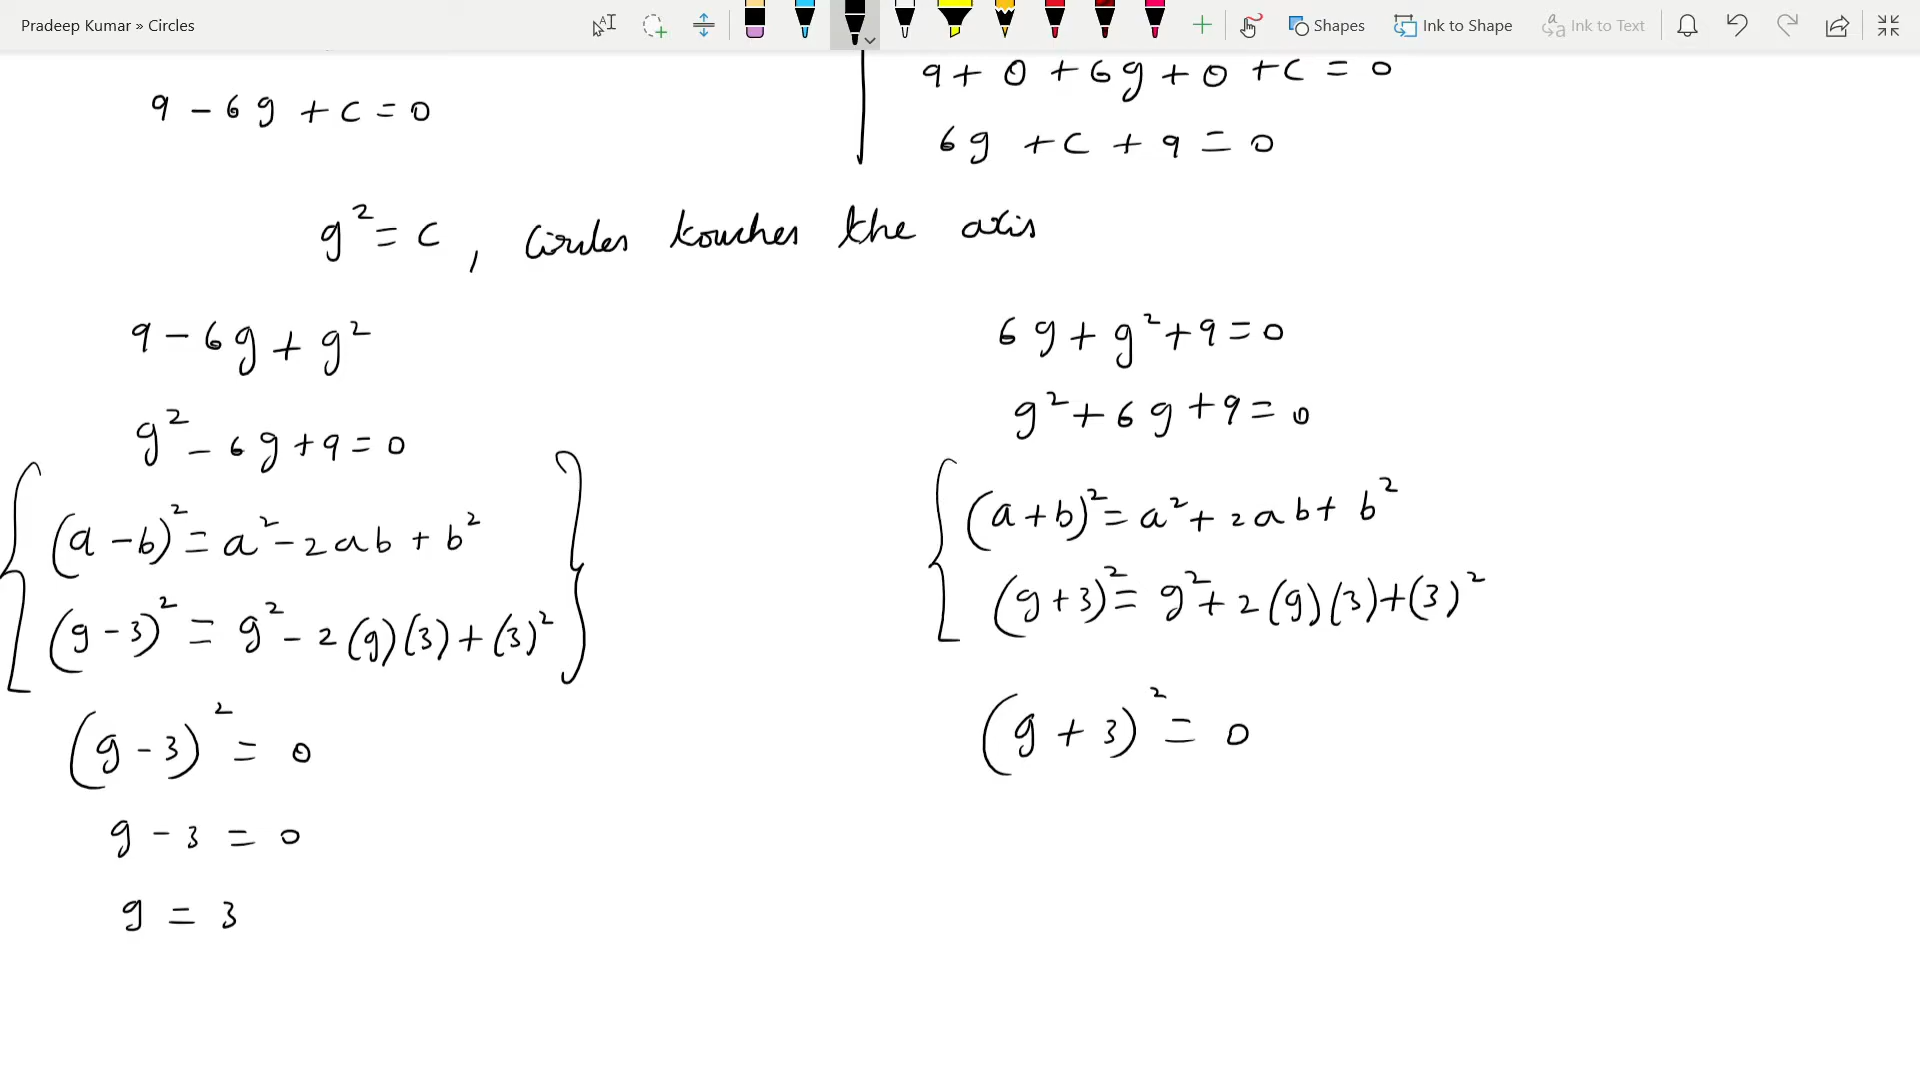 Pradeep Kumar » Circles
Shapes
Ink to Shape
Ink to Text
9 - 6g + c = 0
9 + 0 + 6g + 0 + c = 0
6g + c + 9 = 0
g² = c, circles touches the axis
9 - 6g + g²
g² - 6g + 9 = 0
(a - b)² = a² - 2ab + b²
(g - 3)² = g² - 2(g)(3) + (3)²
(g - 3)² = 0
g - 3 = 0
g = 3
6g + g² + 9 = 0
g² + 6g + 9 = 0
(a + b)² = a² + 2ab + b²
(g + 3)² = g² + 2(g)(3) + (3)²
(g + 3)² = 0